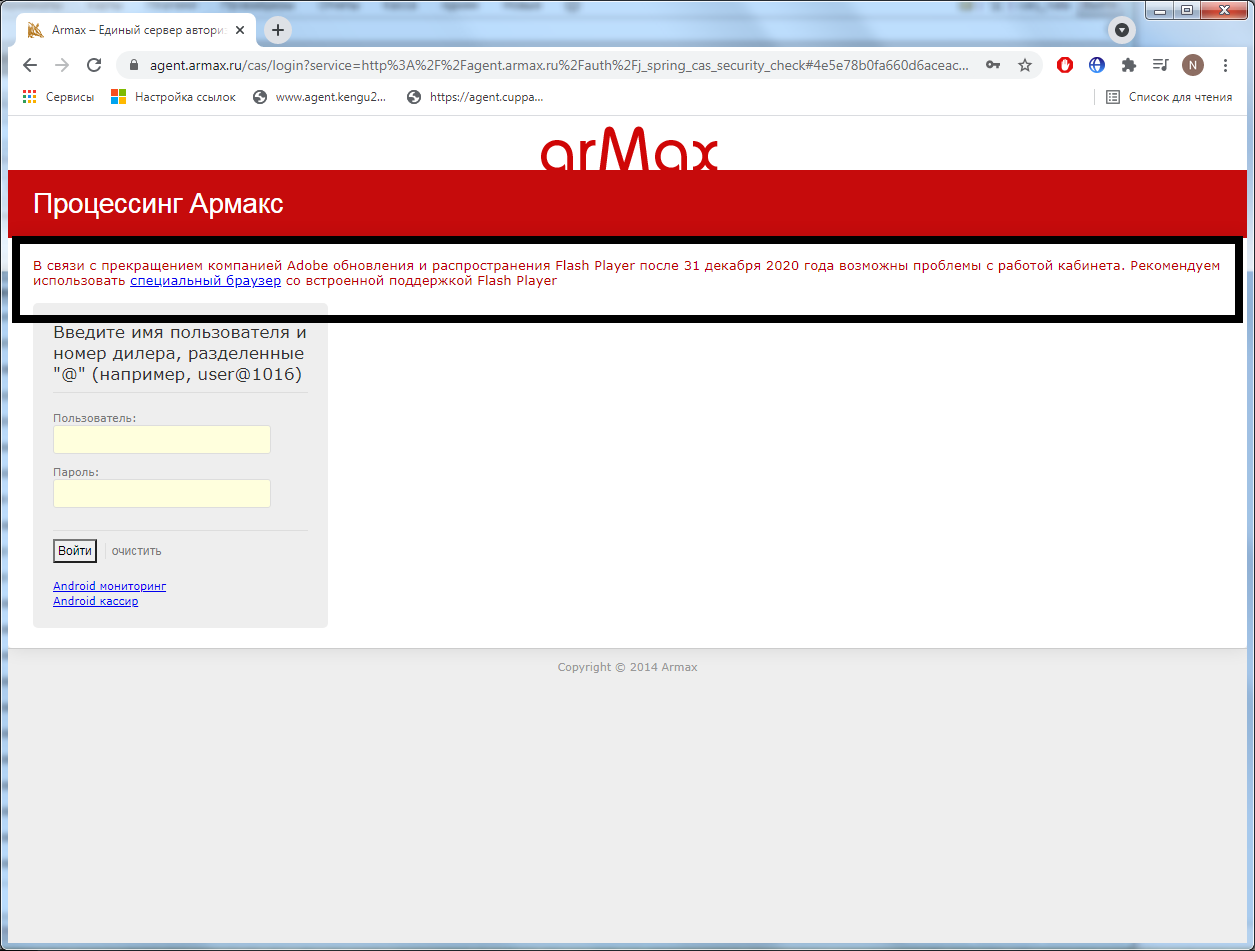 Armax – Единый сервер автори
agent.armax.ru/cas/login?service=http%3A%2F%2Fagent.armax.ru%2Fauth%2Fj_spring_cas_security_check#4e5e78b0fa660d6aceac...
N
Сервисы Настройка ссылок www.agent.kengu2... https://agent.cuppa... Список для чтения
arMax
Процессинг Армакс
В связи с прекращением компанией Adobe обновления и распространения Flash Player после 31 декабря 2020 года возможны проблемы с работой кабинета. Рекомендуем
использовать специальный браузер со встроенной поддержкой Flash Player
Введите имя пользователя и
номер дилера, разделенные
"@" (например, user@1016)
Пользователь:
Пароль:
Войти очистить
Android мониторинг
Android кассир
Copyright © 2014 Armax